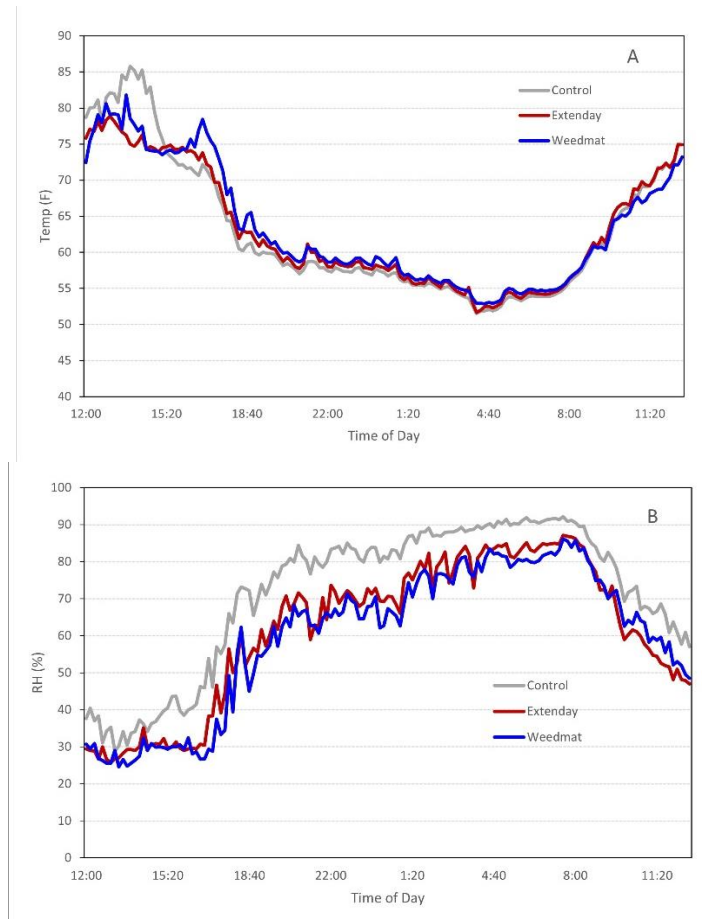 A
90
85
80
75
70
65
60
55
50
45
40
Temp (F)
Control
Extenday
Weedmat
12:00 15:20 18:40 22:00 1:20 4:40 8:00 11:20
Time of Day
B
100
90
80
70
60
50
40
30
20
10
0
RH (%)
Control
Extenday
Weedmat
12:00 15:20 18:40 22:00 1:20 4:40 8:00 11:20
Time of Day